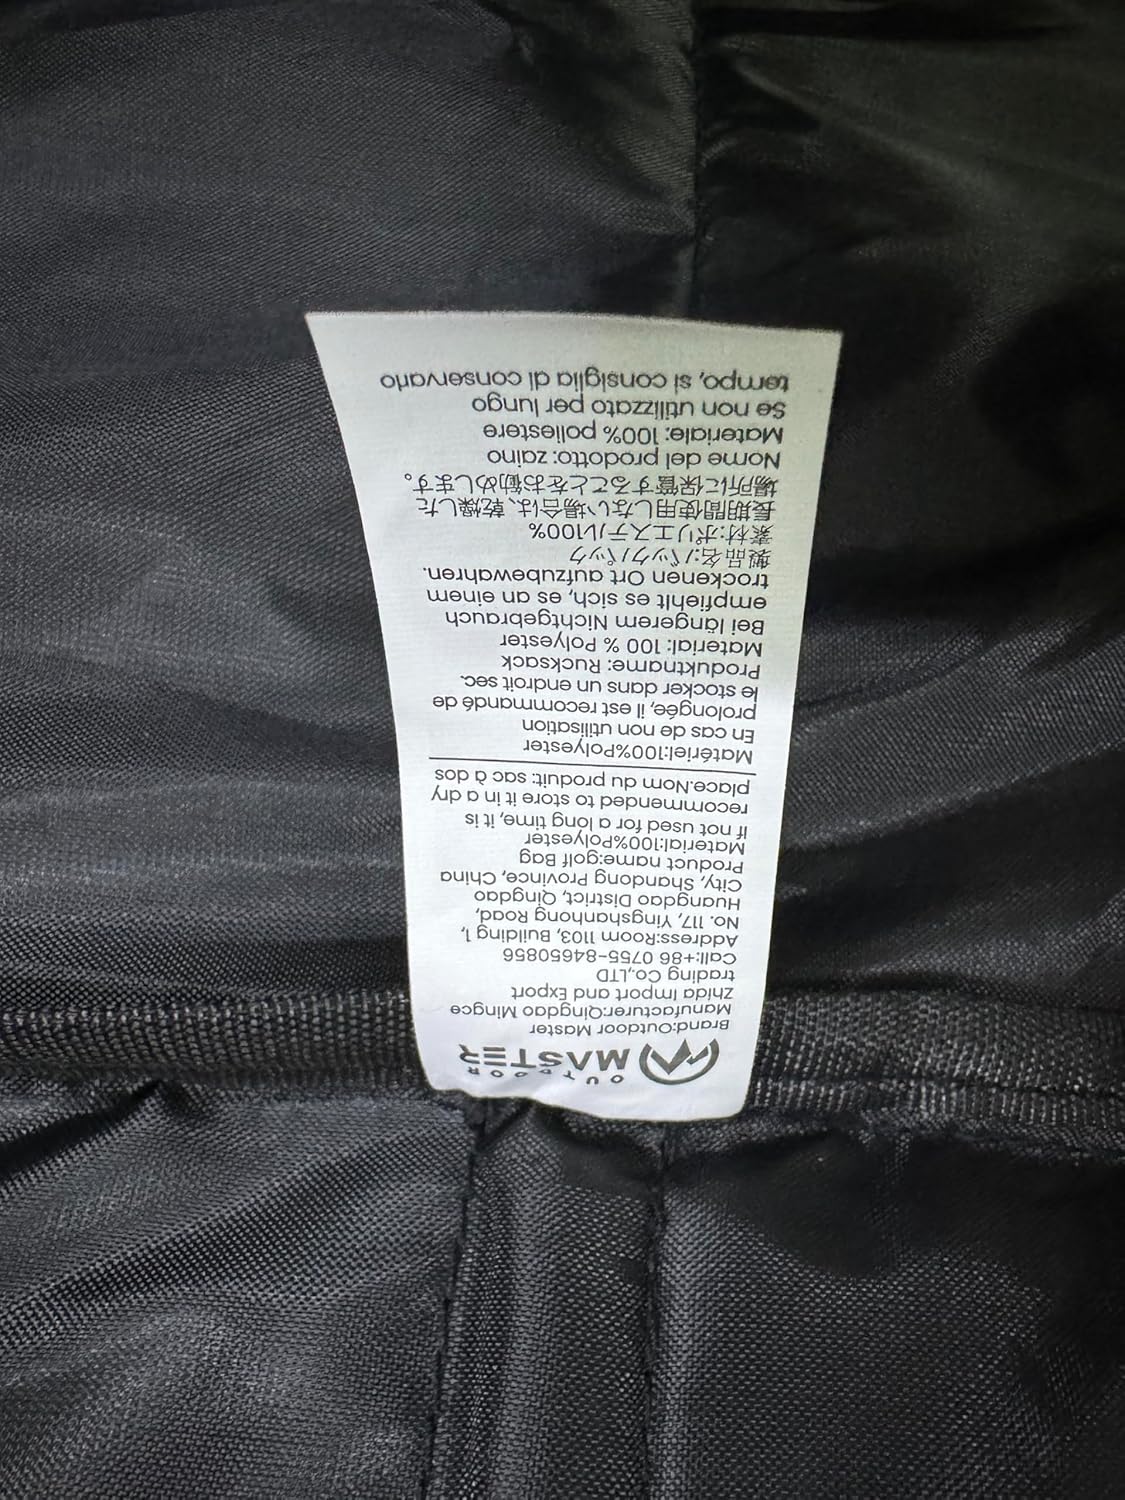 OUTDOOR
MASTER
Brand:Outdoor Master
Manufacturer:Qingdao Mingce
zhida Import and Export
trading Co.,LTD
Call:+86 0755-84650856
Address:Room 1103, Building 1,
No. 117, Yingshanhong Road,
Huangdao District, Qingdao
City, Shandong Province, China
Product name:golf Bag
Material:100%Polyester
If not used for a long time, it is
recommended to store it in a dry
place.Nom du produit: sac à dos
Matériel:100%Polyester
En cas de non utilisation
prolongée, il est recommandé de
le stocker dans un endroit sec.
Produktname: Rucksack
Material: 100 % Polyester
Bei längerem Nichtgebrauch
empfiehlt es sich, es an einem
trockenen Ort aufzubewahren.
製品名:バックパック
素材:ポリエステル100%
長期間使用しない場合は、乾燥した
場所に保管することをお勧めします。
Nome del prodotto: zaino
Materiale: 100% poliestere
Se non utilizzato per lungo
tempo, si consiglia di conservarlo